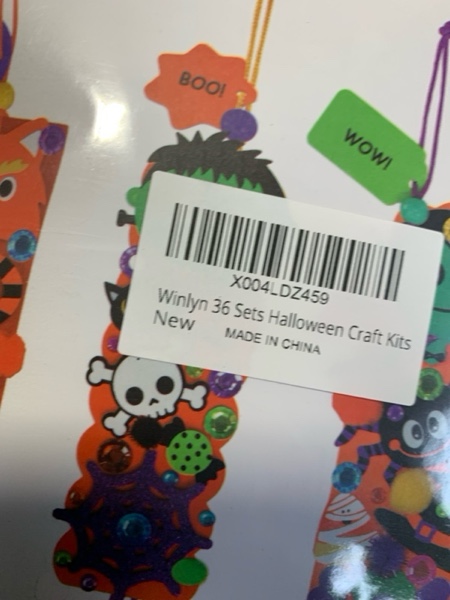 BOO!
WOW!
X004LDZ459
Winlyn 36 Sets Halloween Craft Kits
New
MADE IN CHINA